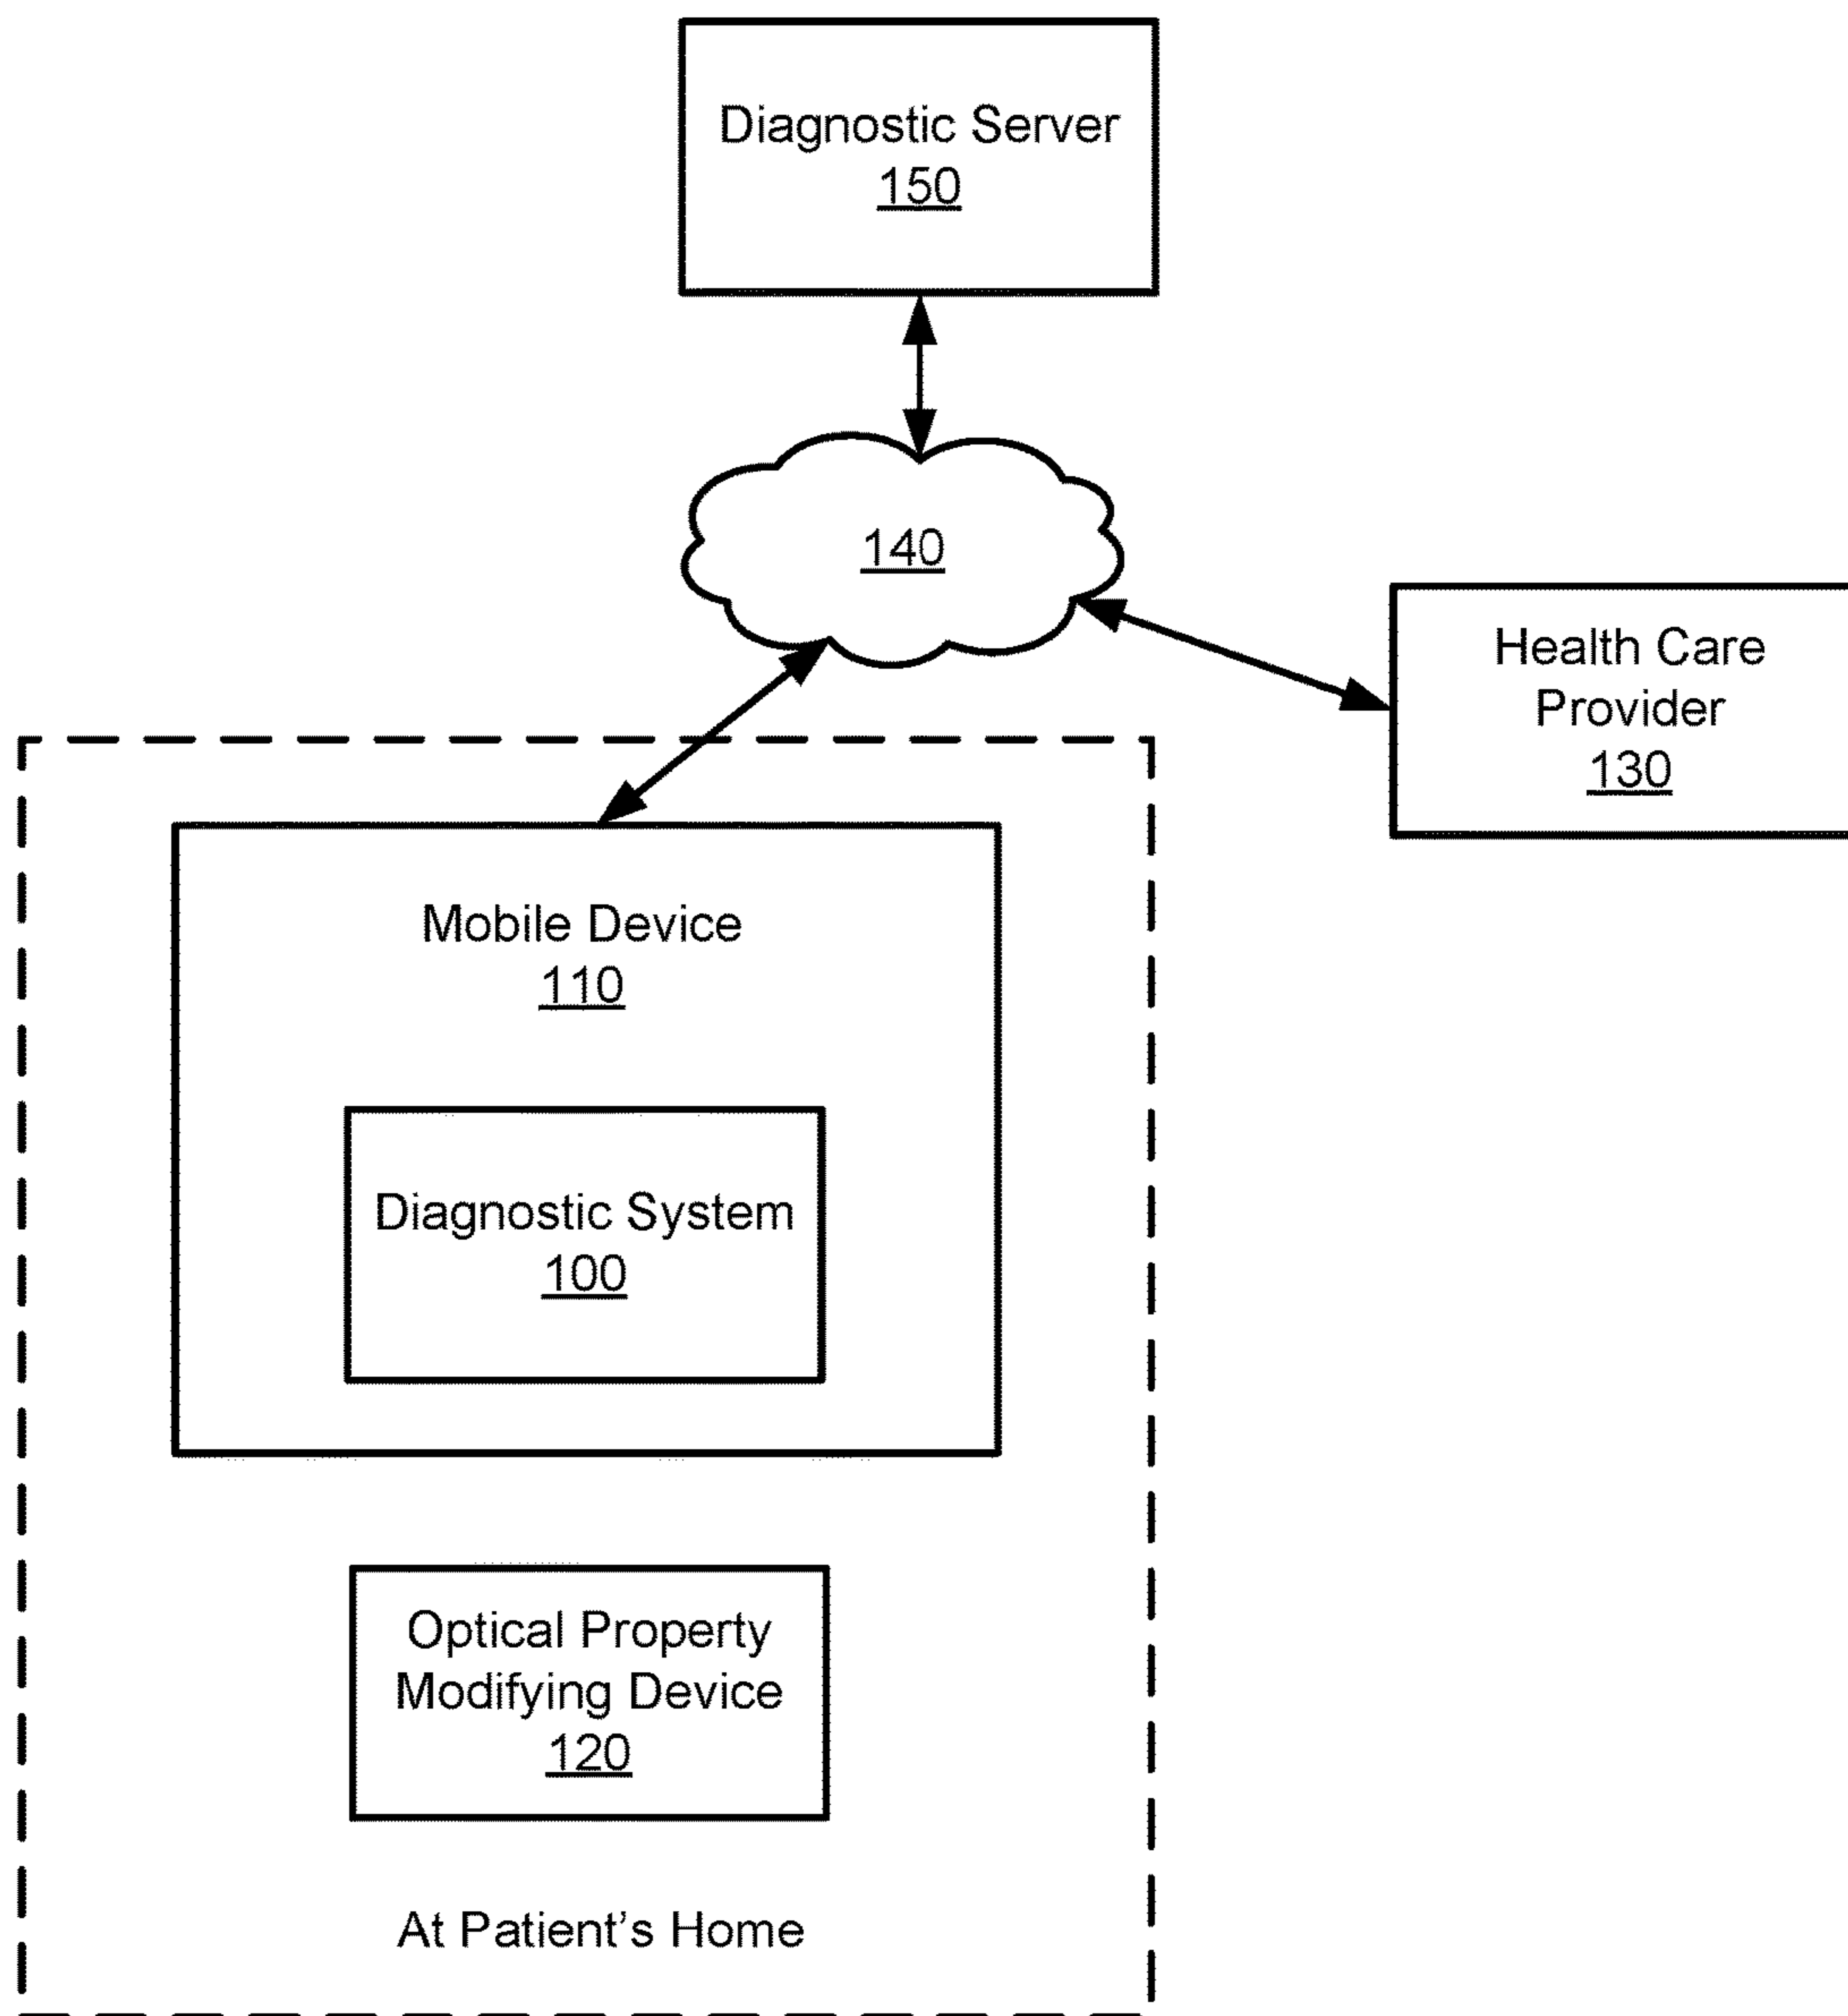 Diagnostic Server
150
140
Health Care
Provider
130
Mobile Device
110
Diagnostic System
100
Optical Property
Modifying Device
120
At Patient's Home